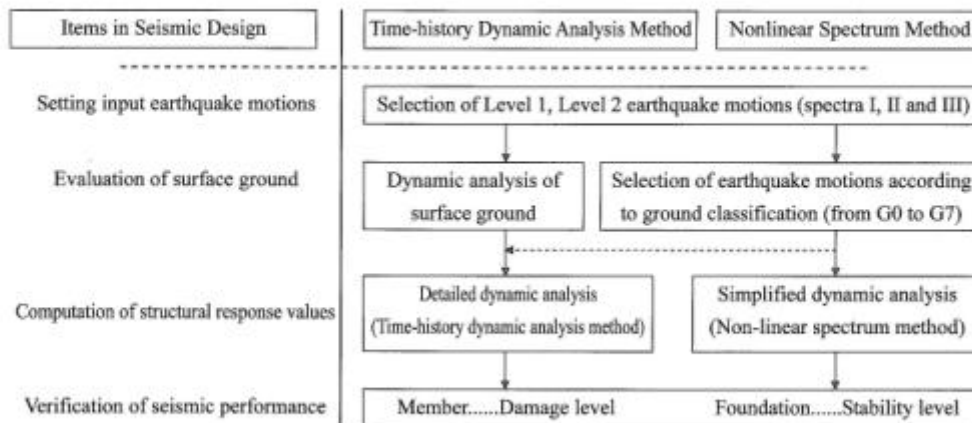 Items in Seismic Design
Time-history Dynamic Analysis Method
Nonlinear Spectrum Method
Setting input earthquake motions
Selection of Level 1, Level 2 earthquake motions (spectra I, II and III)
Evaluation of surface ground
Dynamic analysis of
surface ground
Selection of earthquake motions according
to ground classification (from G0 to G7)
Computation of structural response values
Detailed dynamic analysis
(Time-history dynamic analysis method)
Simplified dynamic analysis
(Non-linear spectrum method)
Verification of seismic performance
Member......Damage level
Foundation......Stability level